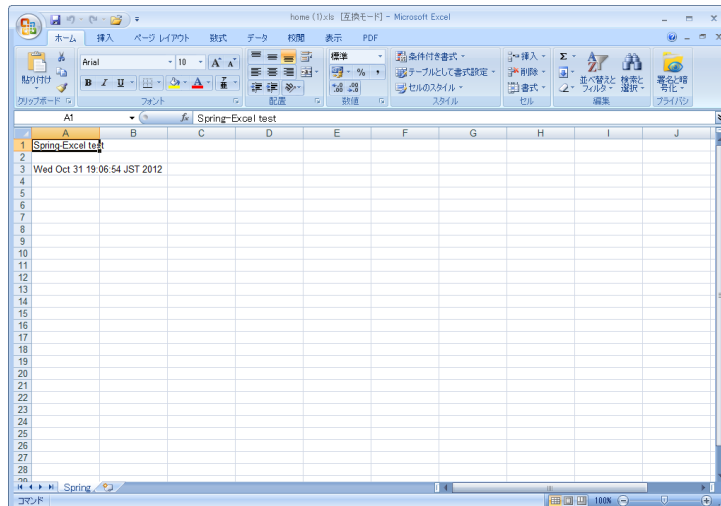 home (1).xls [互換モード] - Microsoft Excel
ホーム 挿入 ページ レイアウト 数式 データ 校閲 表示 PDF
貼り付け
クリップボード
Arial 10
B I U
フォント
配置
標準
%
数値
条件付き書式
テーブルとして書式設定
セルのスタイル
スタイル
挿入
削除
書式
セル
Σ
並べ替えと フィルタ
検索と 選択
編集
署名と暗号化
プライバシ
A1 fx Spring-Excel test
A B C D E F G H I J
1 Spring-Excel test
2
3 Wed Oct 31 19:06:54 JST 2012
4
5
6
7
8
9
10
11
12
13
14
15
16
17
18
19
20
21
22
23
24
25
26
27
28
29
Spring
コマンド 100%